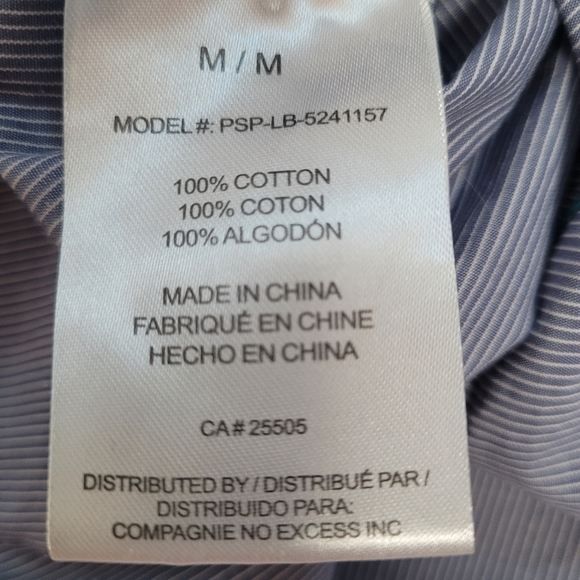 M / M
MODEL #: PSP-LB-5241157
100% COTTON
100% COTON
100% ALGODÓN
MADE IN CHINA
FABRIQUÉ EN CHINE
HECHO EN CHINA
CA# 25505
DISTRIBUTED BY / DISTRIBUÉ PAR /
DISTRIBUIDO PARA:
COMPAGNIE NO EXCESS INC